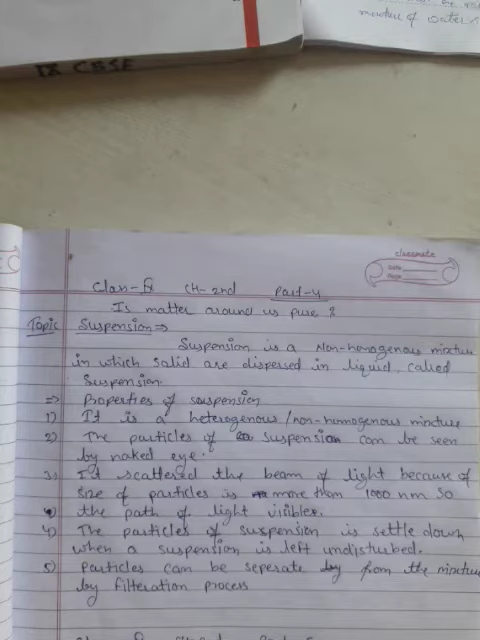 mixture of water
IX CBSE
classmate
Date
Page
Class-IX CH-2nd Part-4
Is matter around us pure ?
Topic Suspension ⇒
Suspension is a Non-homogenous mixture
in which solid are dispersed in liquid called
Suspension.
⇒ Properties of suspension
1) It is a heterogenous/non-homogenous mixture
2) The particles of suspension can be seen
by naked eye.
3) It scattered the beam of light because of
size of particles is more than 1000 nm so
the path of light visibles.
4) The particles of suspension is settle down
when a suspension is left undisturbed.
5) Particles can be seperate by from the mixture
by filteration process